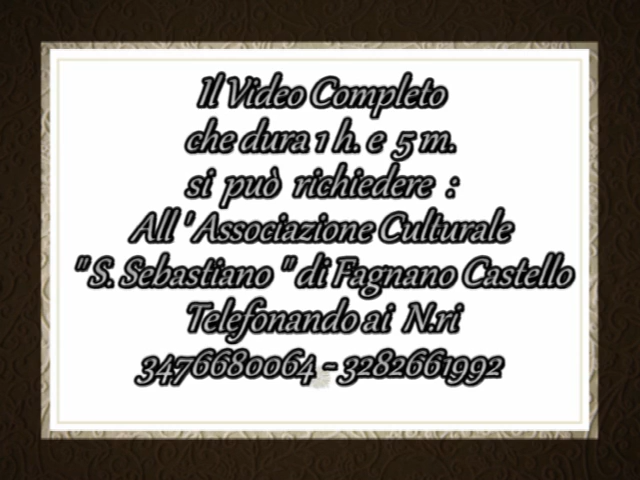 Il Video Completo
che dura 1 h. e 5 m.
si può richiedere :
All ' Associazione Culturale
" S. Sebastiano " di Fagnano Castello
Telefonando ai N.ri
3476680064 - 3282661992